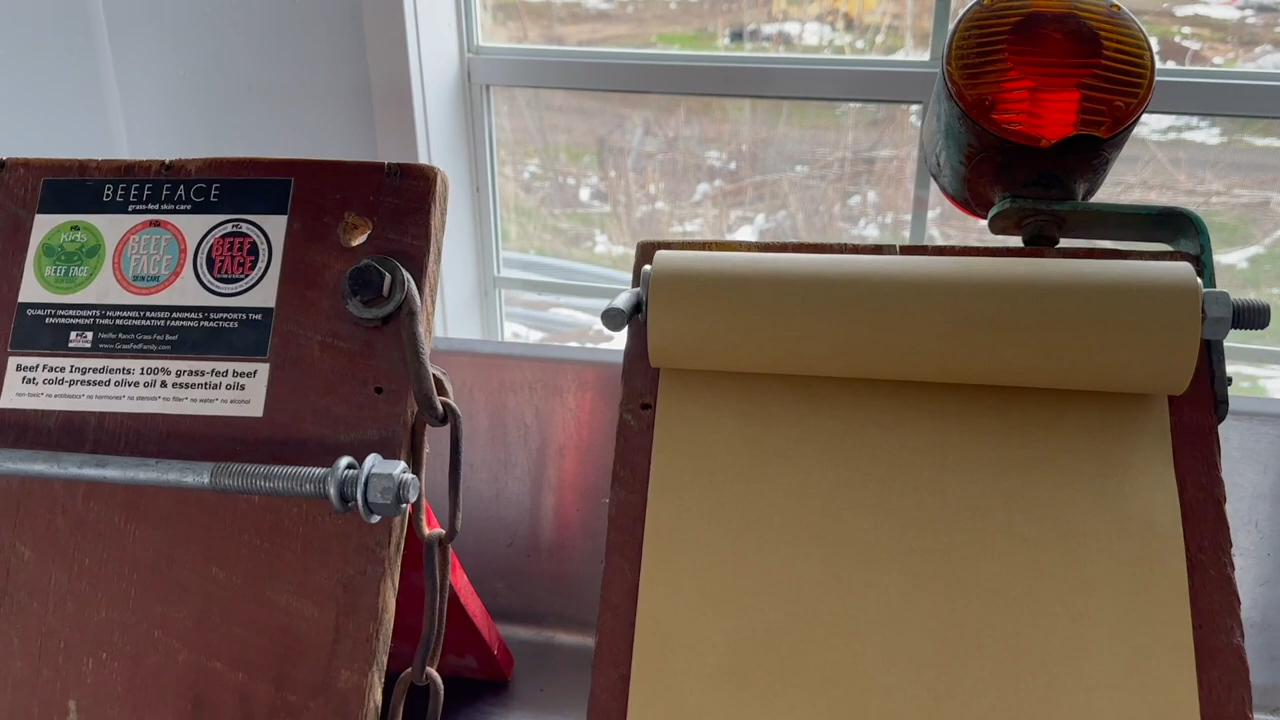 BEEF FACE
grass-fed skin care
Kids
BEEF FACE
BEEF
FACE
SKIN CARE
BEEF
FACE
QUALITY INGREDIENTS * HUMANELY RAISED ANIMALS * SUPPORTS THE
ENVIRONMENT THRU REGENERATIVE FARMING PRACTICES
Neiffer Ranch Grass-Fed Beef
www.GrassFedFamily.com
Beef Face Ingredients: 100% grass-fed beef
fat, cold-pressed olive oil & essential oils
non-toxic* no antibiotics* no hormones* no steroids* no filler* no water* no alcohol